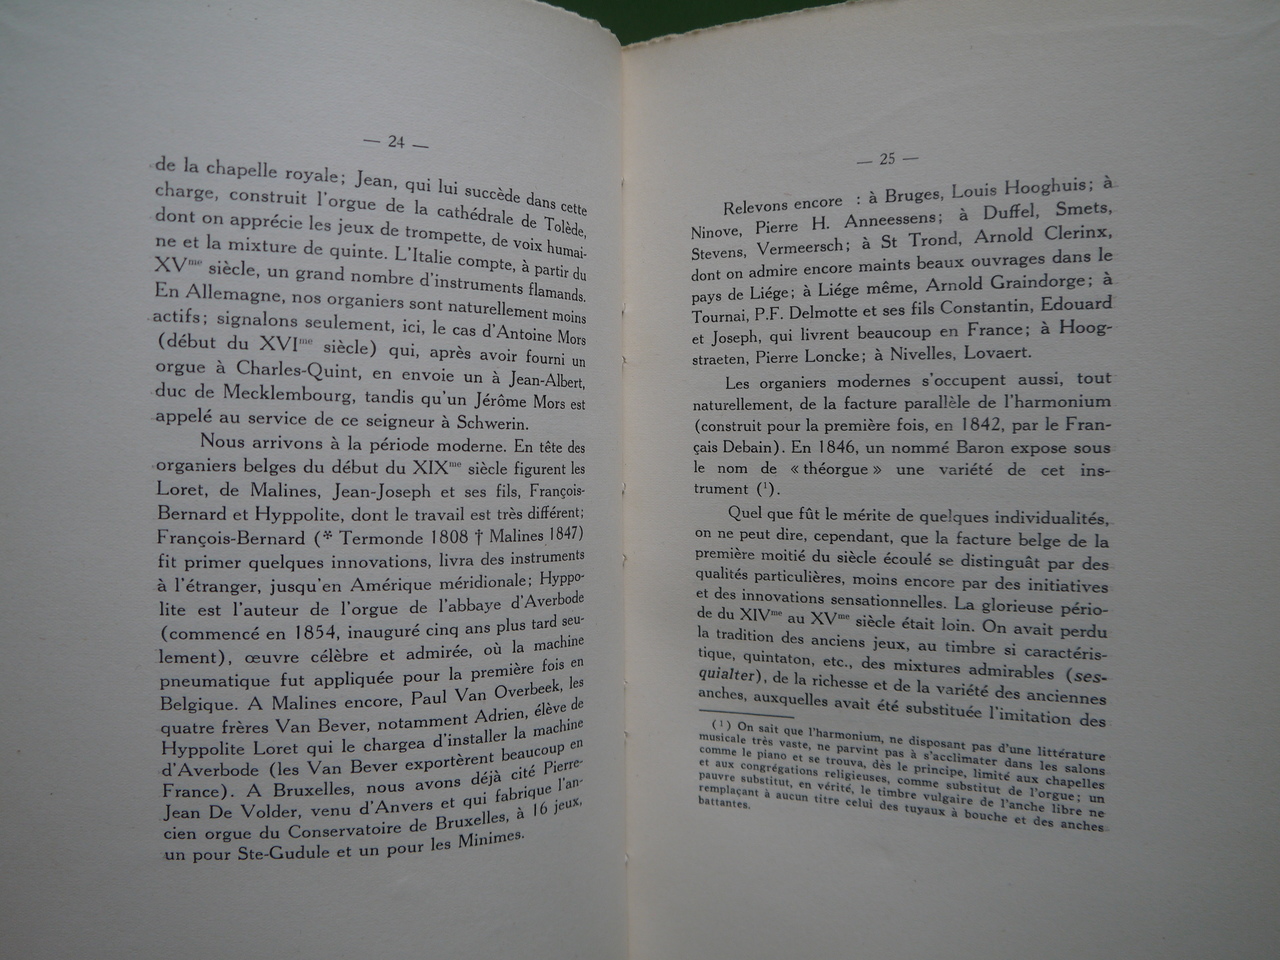 — 24 —
de la chapelle royale; Jean, qui lui succède dans cette
charge, construit l'orgue de la cathédrale de Tolède,
dont on apprécie les jeux de trompette, de voix humai-
ne et la mixture de quinte. L'Italie compte, à partir du
XVme siècle, un grand nombre d'instruments flamands.
En Allemagne, nos organiers sont naturellement moins
actifs; signalons seulement, ici, le cas d'Antoine Mors
(début du XVIme siècle) qui, après avoir fourni un
orgue à Charles-Quint, en envoie un à Jean-Albert,
duc de Mecklembourg, tandis qu'un Jérôme Mors est
appelé au service de ce seigneur à Schwerin.
Nous arrivons à la période moderne. En tête des
organiers belges du début du XIXme siècle figurent les
Loret, de Malines, Jean-Joseph et ses fils, François-
Bernard et Hyppolite, dont le travail est très différent;
François-Bernard (* Termonde 1808 † Malines 1847)
fit primer quelques innovations, livra des instruments
à l'étranger, jusqu'en Amérique méridionale; Hyppo-
lite est l'auteur de l'orgue de l'abbaye d'Averbode
(commencé en 1854, inauguré cinq ans plus tard seu-
lement), œuvre célèbre et admirée, où la machine
pneumatique fut appliquée pour la première fois en
Belgique. A Malines encore, Paul Van Overbeek, les
quatre frères Van Bever, notamment Adrien, élève de
Hyppolite Loret qui le chargea d'installer la machine
d'Averbode (les Van Bever exportèrent beaucoup en
France). A Bruxelles, nous avons déjà cité Pierre-
Jean De Volder, venu d'Anvers et qui fabrique l'an-
cien orgue du Conservatoire de Bruxelles, à 16 jeux,
un pour Ste-Gudule et un pour les Minimes.
— 25 —
Relevons encore : à Bruges, Louis Hooghuis; à
Ninove, Pierre H. Anneessens; à Duffel, Smets,
Stevens, Vermeersch; à St Trond, Arnold Clerinx,
dont on admire encore maints beaux ouvrages dans le
pays de Liége; à Liége même, Arnold Graindorge; à
Tournai, P.F. Delmotte et ses fils Constantin, Edouard
et Joseph, qui livrent beaucoup en France; à Hoog-
straeten, Pierre Loncke; à Nivelles, Lovaert.
Les organiers modernes s'occupent aussi, tout
naturellement, de la facture parallèle de l'harmonium
(construit pour la première fois, en 1842, par le Fran-
çais Debain). En 1846, un nommé Baron expose sous
le nom de « théorgue » une variété de cet ins-
trument (¹).
Quel que fût le mérite de quelques individualités,
on ne peut dire, cependant, que la facture belge de la
première moitié du siècle écoulé se distinguât par des
qualités particulières, moins encore par des initiatives
et des innovations sensationnelles. La glorieuse pério-
de du XIVme au XVme siècle était loin. On avait perdu
la tradition des anciens jeux, au timbre si caractéris-
tique, quintaton, etc., des mixtures admirables (ses-
quialter), de la richesse et de la variété des anciennes
anches, auxquelles avait été substituée l'imitation des
(¹) On sait que l'harmonium, ne disposant pas d'une littérature
musicale très vaste, ne parvint pas à s'acclimater dans les salons
comme le piano et se trouva, dès le principe, limité aux chapelles
et aux congrégations religieuses, comme substitut de l'orgue; un
pauvre substitut, en vérité, le timbre vulgaire de l'anche libre ne
remplaçant à aucun titre celui des tuyaux à bouche et des anches
battantes.